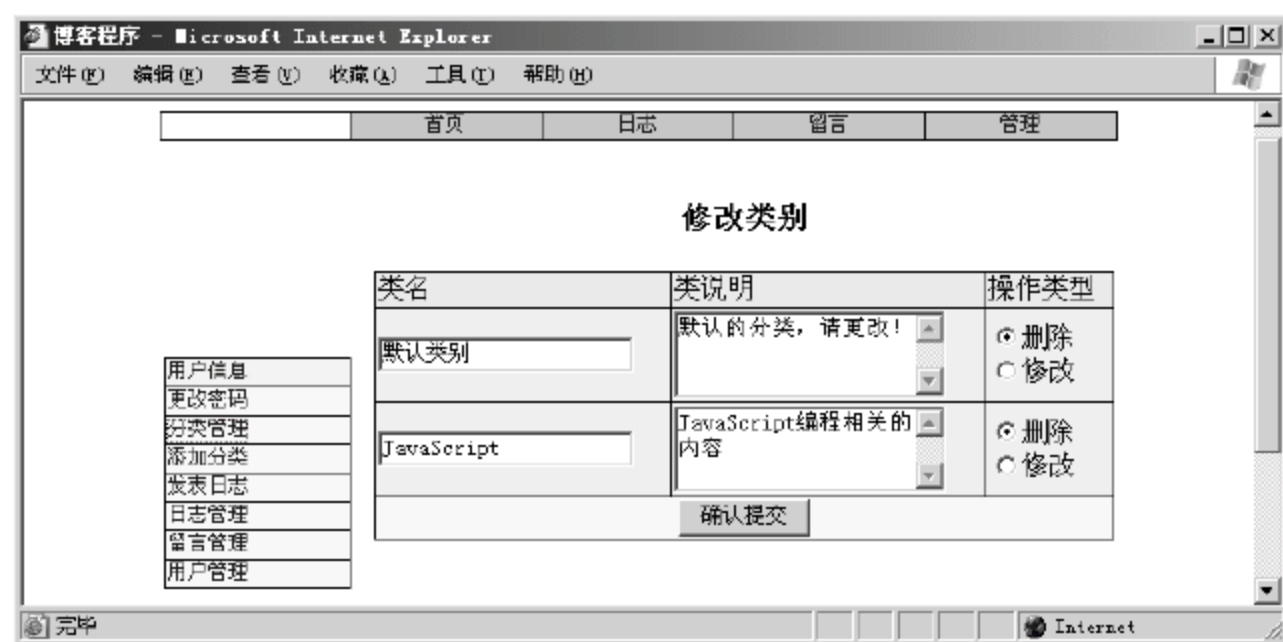 博客程序 - Microsoft Internet Explorer
文件(F) 编辑(E) 查看(V) 收藏(A) 工具(T) 帮助(H)
首页 日志 留言 管理
修改类别
类名 类说明 操作类型
默认类别 默认的分类，请更改！ 删除
修改
JavaScript JavaScript编程相关的
内容 删除
修改
确认提交
用户信息
更改密码
分类管理
添加分类
发表日志
日志管理
留言管理
用户管理
完毕 Internet